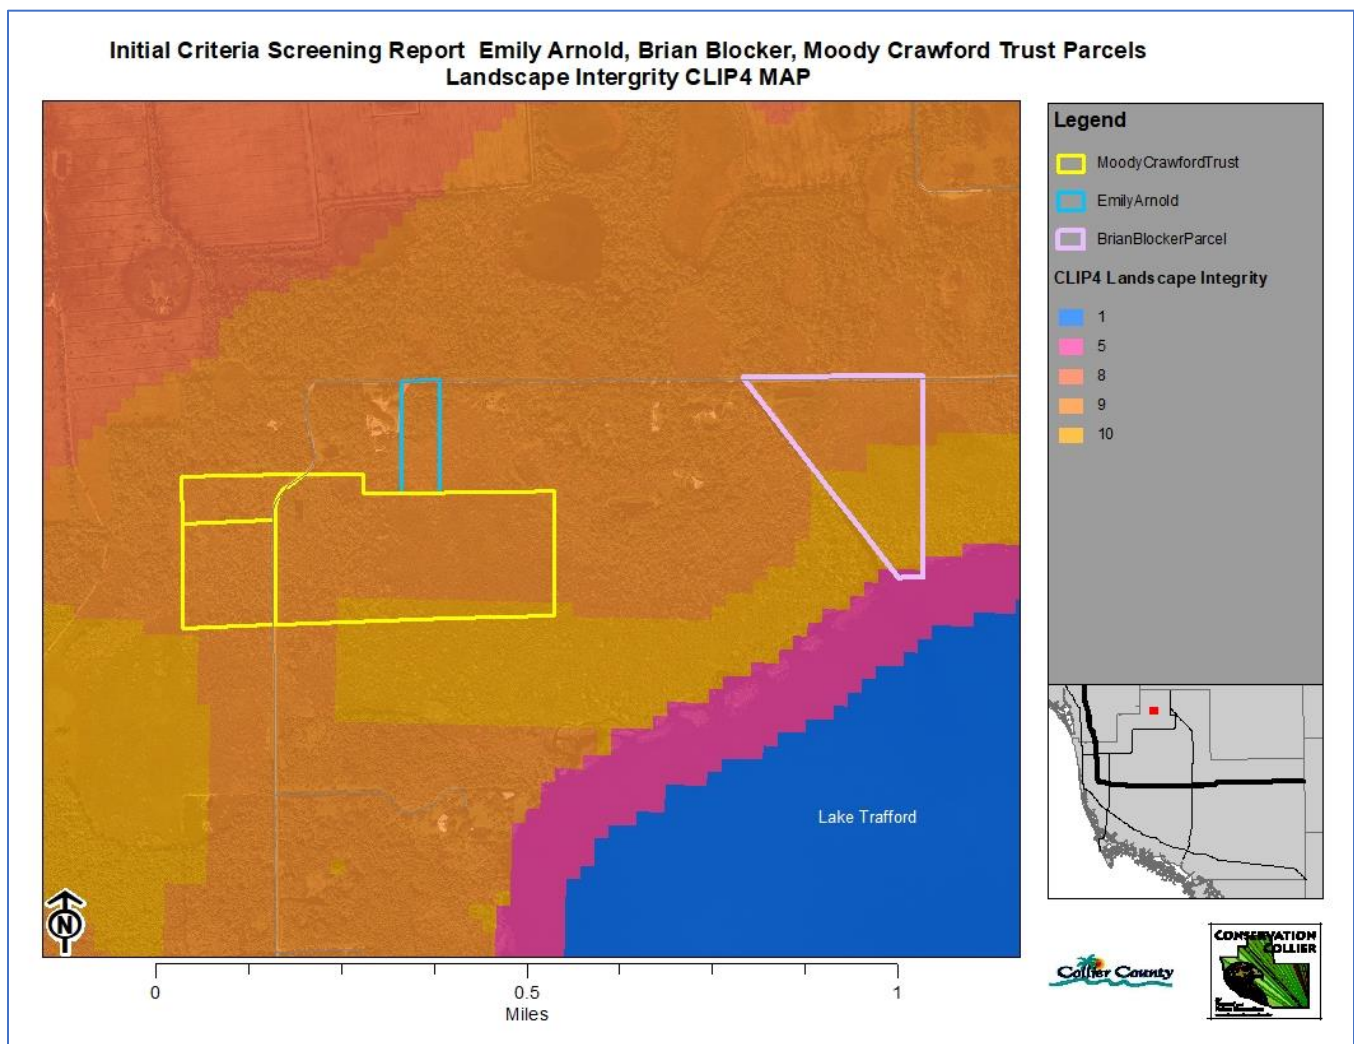 Initial Criteria Screening Report Emily Arnold, Brian Blocker, Moody Crawford Trust Parcels
Landscape Intergrity CLIP4 MAP
Legend
MoodyCrawfordTrust
EmilyArnold
BrianBlockerParcel
CLIP4 Landscape Integrity
1
5
8
9
10
Lake Trafford
N
0 0.5 1
Miles
Collier County
CONSERVATION
COLLIER